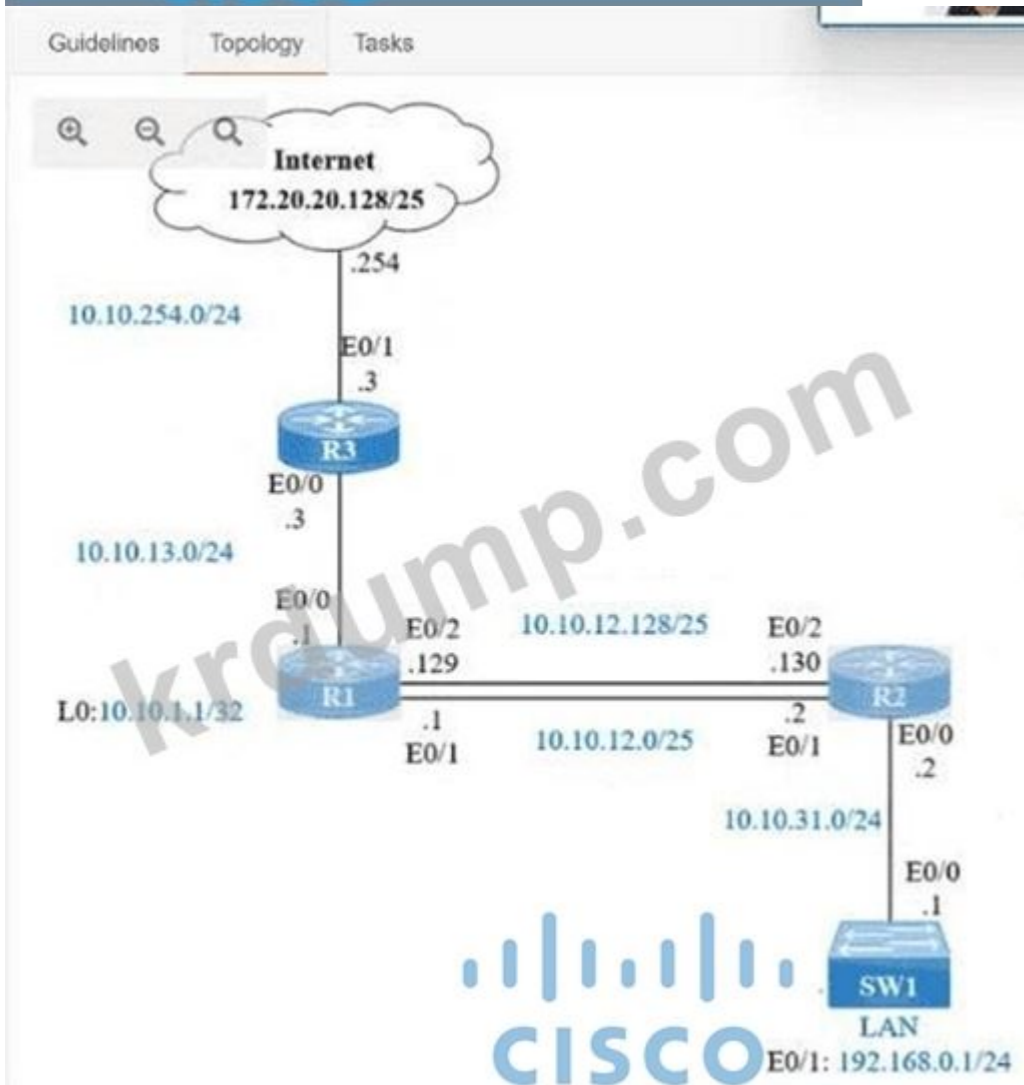 Guidelines Topology Tasks
Internet
172.20.20.128/25
.254
10.10.254.0/24
E0/1
.3
R3
E0/0
.3
10.10.13.0/24
E0/0
.1
E0/2
.129
10.10.12.128/25
E0/2
.130
R1
R2
L0:10.10.1.1/32
.1
E0/1
10.10.12.0/25
.2
E0/1
E0/0
.2
10.10.31.0/24
E0/0
.1
SW1
LAN
E0/1: 192.168.0.1/24
CISCO
krdump.com